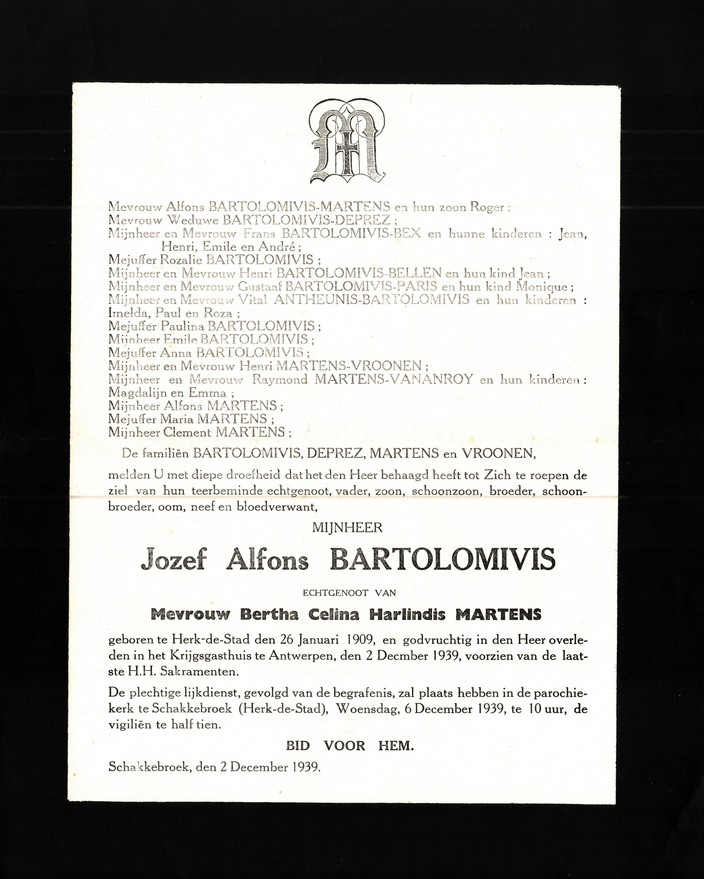 Mevrouw Alfons BARTOLOMIVIS-MARTENS en hun zoon Roger ;
Mevrouw Weduwe BARTOLOMIVIS-DEPREZ ;
Mijnheer en Mevrouw Frans BARTOLOMIVIS-BEX en hunne kinderen : Jean,
Henri, Emile en André ;
Mejuffer Rozalie BARTOLOMIVIS ;
Mijnheer en Mevrouw Henri BARTOLOMIVIS-BELLEN en hun kind Jean ;
Mijnheer en Mevrouw Gustaaf BARTOLOMIVIS-PARIS en hun kind Monique ;
Mijnheer en Mevrouw Vital ANTHEUNIS-BARTOLOMIVIS en hun kinderen :
Imelda, Paul en Roza ;
Mejuffer Paulina BARTOLOMIVIS ;
Mijnheer Emile BARTOLOMIVIS ;
Mejuffer Anna BARTOLOMIVIS ;
Mijnheer en Mevrouw Henri MARTENS-VROONEN ;
Mijnheer en Mevrouw Raymond MARTENS-VANANROY en hun kinderen :
Magdalijn en Emma ;
Mijnheer Alfons MARTENS ;
Mejuffer Maria MARTENS ;
Mijnheer Clement MARTENS ;
De familiën BARTOLOMIVIS, DEPREZ, MARTENS en VROONEN,
melden U met diepe droefheid dat het den Heer behaagd heeft tot Zich te roepen de
ziel van hun teerbeminde echtgenoot, vader, zoon, schoonzoon, broeder, schoon-
broeder, oom, neef en bloedverwant,
MIJNHEER
Jozef Alfons BARTOLOMIVIS
ECHTGENOOT VAN
Mevrouw Bertha Celina Harlindis MARTENS
geboren te Herk-de-Stad den 26 Januari 1909, en godvruchtig in den Heer overle-
den in het Krijgsgasthuis te Antwerpen, den 2 Decmber 1939, voorzien van de laat-
ste H.H. Sakramenten.
De plechtige lijkdienst, gevolgd van de begrafenis, zal plaats hebben in de parochie-
kerk te Schakkebroek (Herk-de-Stad), Woensdag, 6 December 1939, te 10 uur, de
vigiliën te half tien.
BID VOOR HEM.
Schakkebroek, den 2 December 1939.